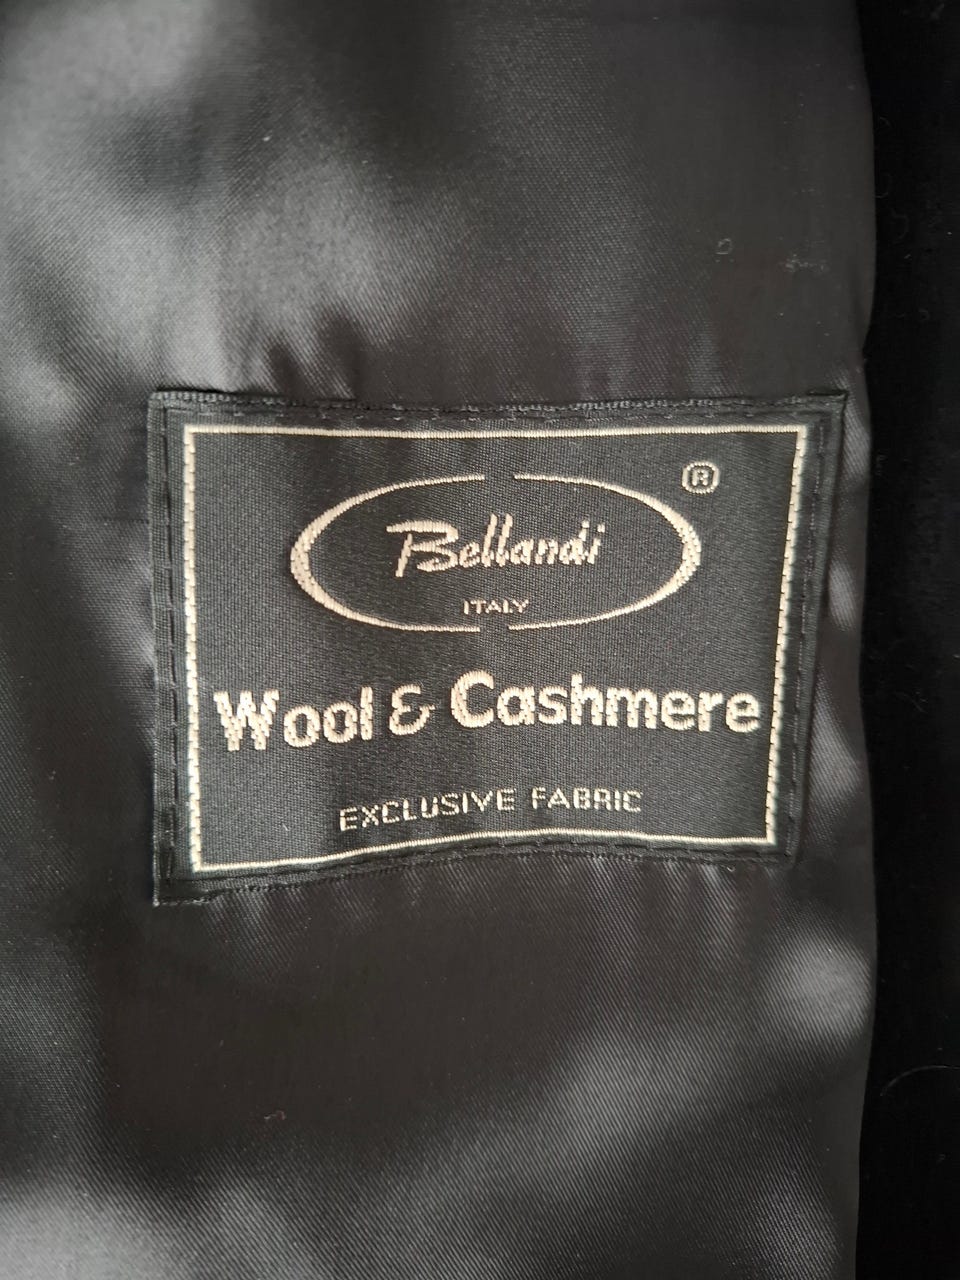 ®
Bellandi
ITALY
Wool & Cashmere
EXCLUSIVE FABRIC